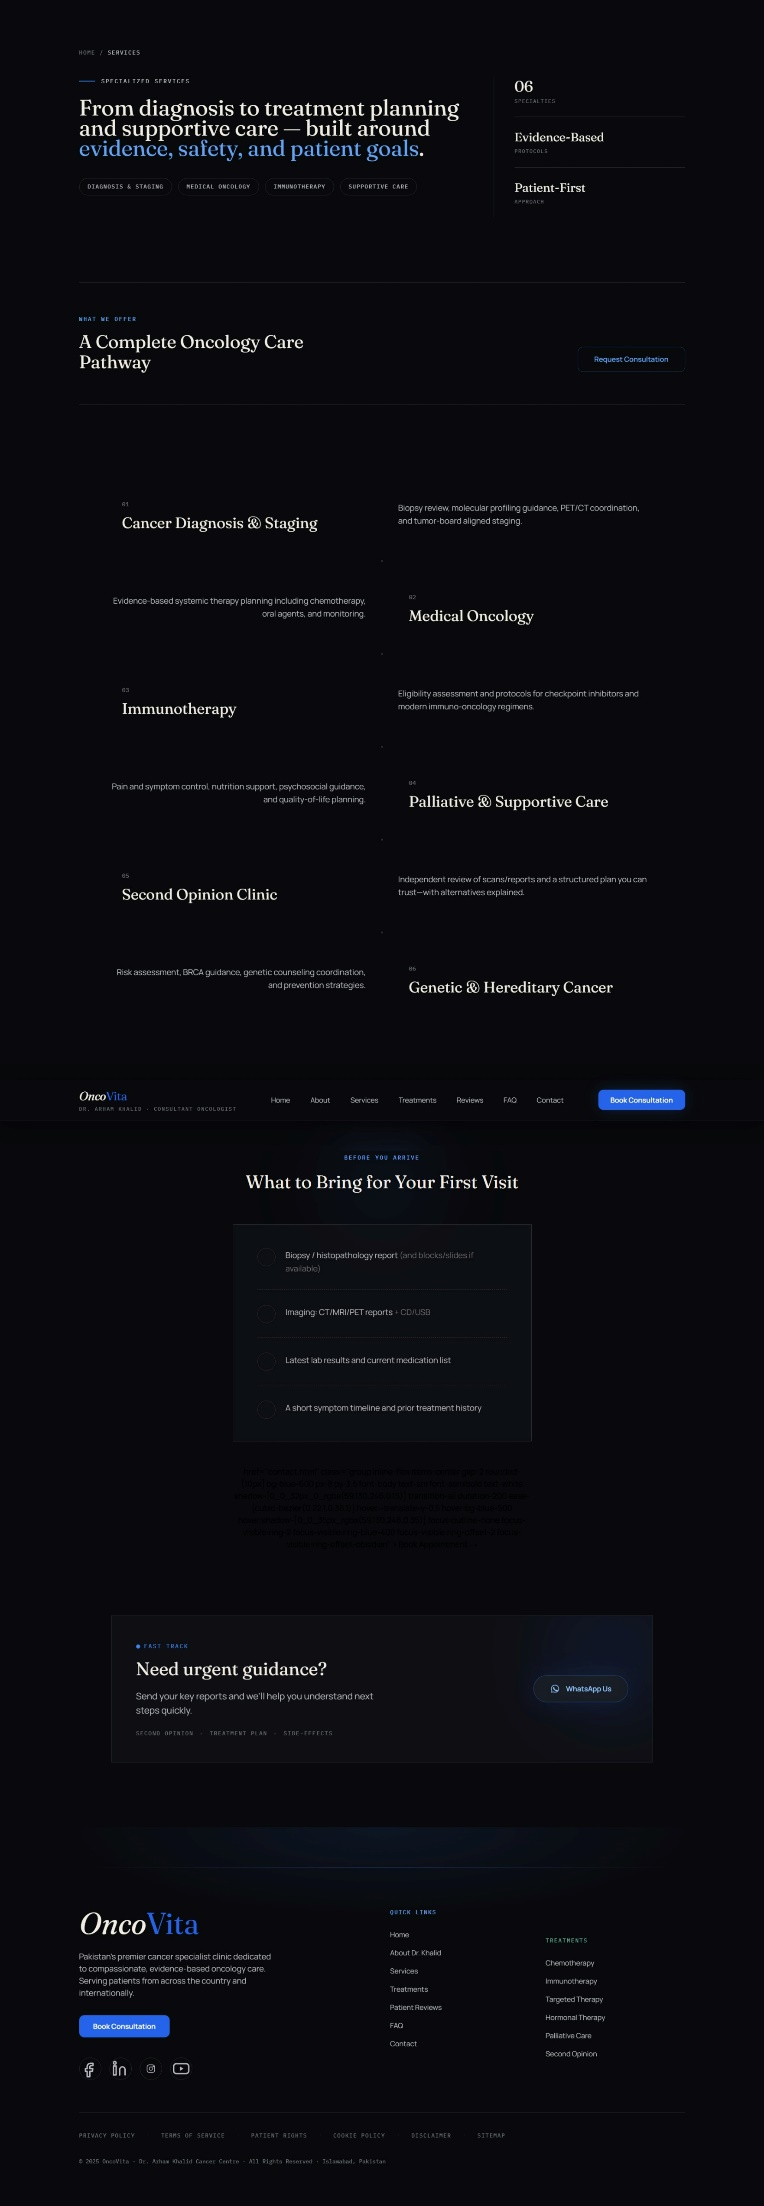 HOME / SERVICES
SPECIALIZED SERVICES
From diagnosis to treatment planning
and supportive care — built around
evidence, safety, and patient goals.
DIAGNOSIS & STAGING
MEDICAL ONCOLOGY
IMMUNOTHERAPY
SUPPORTIVE CARE
06
SPECIALTIES
Evidence-Based
PROTOCOLS
Patient-First
APPROACH
WHAT WE OFFER
A Complete Oncology Care
Pathway
Request Consultation
01
Cancer Diagnosis & Staging
Biopsy review, molecular profiling guidance, PET/CT coordination,
and tumor-board aligned staging.
02
Medical Oncology
Evidence-based systemic therapy planning including chemotherapy,
oral agents, and monitoring.
03
Immunotherapy
Eligibility assessment and protocols for checkpoint inhibitors and
modern immuno-oncology regimens.
04
Palliative & Supportive Care
Pain and symptom control, nutrition support, psychosocial guidance,
and quality-of-life planning.
05
Second Opinion Clinic
Independent review of scans/reports and a structured plan you can
trust—with alternatives explained.
06
Genetic & Hereditary Cancer
Risk assessment, BRCA guidance, genetic counseling coordination,
and prevention strategies.
OncoVita
DR. ARHAM KHALID · CONSULTANT ONCOLOGIST
Home
About
Services
Treatments
Reviews
FAQ
Contact
Book Consultation
BEFORE YOU ARRIVE
What to Bring for Your First Visit
Biopsy / histopathology report (and blocks/slides if
available)
Imaging: CT/MRI/PET reports + CD/USB
Latest lab results and current medication list
A short symptom timeline and prior treatment history
FAST TRACK
Need urgent guidance?
Send your key reports and we'll help you understand next
steps quickly.
SECOND OPINION · TREATMENT PLAN · SIDE-EFFECTS
WhatsApp Us
OncoVita
Pakistan's premier cancer specialist clinic dedicated
to compassionate, evidence-based oncology care.
Serving patients from across the country and
internationally.
Book Consultation
QUICK LINKS
Home
About Dr. Khalid
Services
Treatments
Patient Reviews
FAQ
Contact
TREATMENTS
Chemotherapy
Immunotherapy
Targeted Therapy
Hormonal Therapy
Palliative Care
Second Opinion
PRIVACY POLICY
TERMS OF SERVICE
PATIENT RIGHTS
COOKIE POLICY
DISCLAIMER
SITEMAP
© 2025 OncoVita · Dr. Arham Khalid Cancer Centre · All Rights Reserved · Islamabad, Pakistan